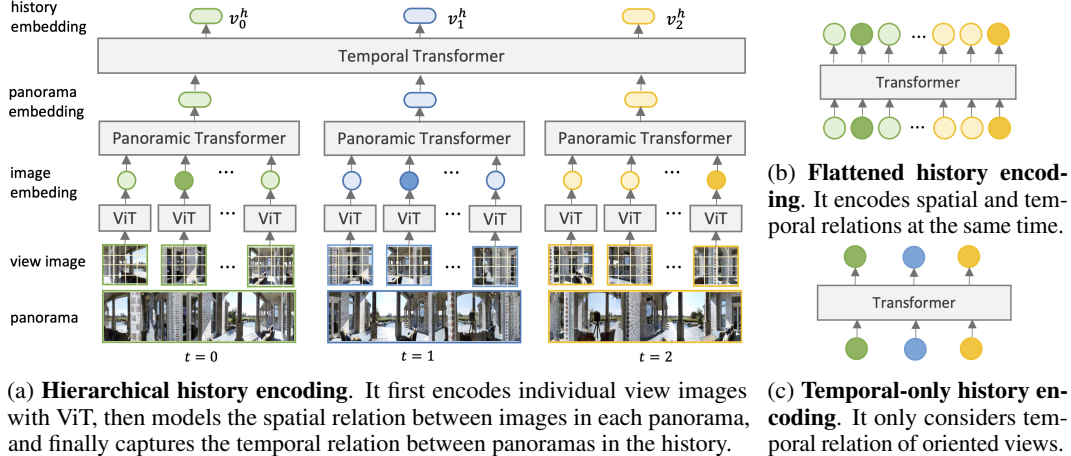 history
embedding
v_0^h
v_1^h
v_2^h
Temporal Transformer
panorama
embedding
Panoramic Transformer
Panoramic Transformer
Panoramic Transformer
image
embeding
...
...
...
ViT
ViT
...
ViT
ViT
ViT
...
ViT
ViT
ViT
...
ViT
view image
...
...
...
panorama
t = 0
t = 1
t = 2
(a) Hierarchical history encoding. It first encodes individual view images
with ViT, then models the spatial relation between images in each panorama,
and finally captures the temporal relation between panoramas in the history.
...
Transformer
...
(b) Flattened history encod-
ing. It encodes spatial and tem-
poral relations at the same time.
Transformer
(c) Temporal-only history en-
coding. It only considers tem-
poral relation of oriented views.